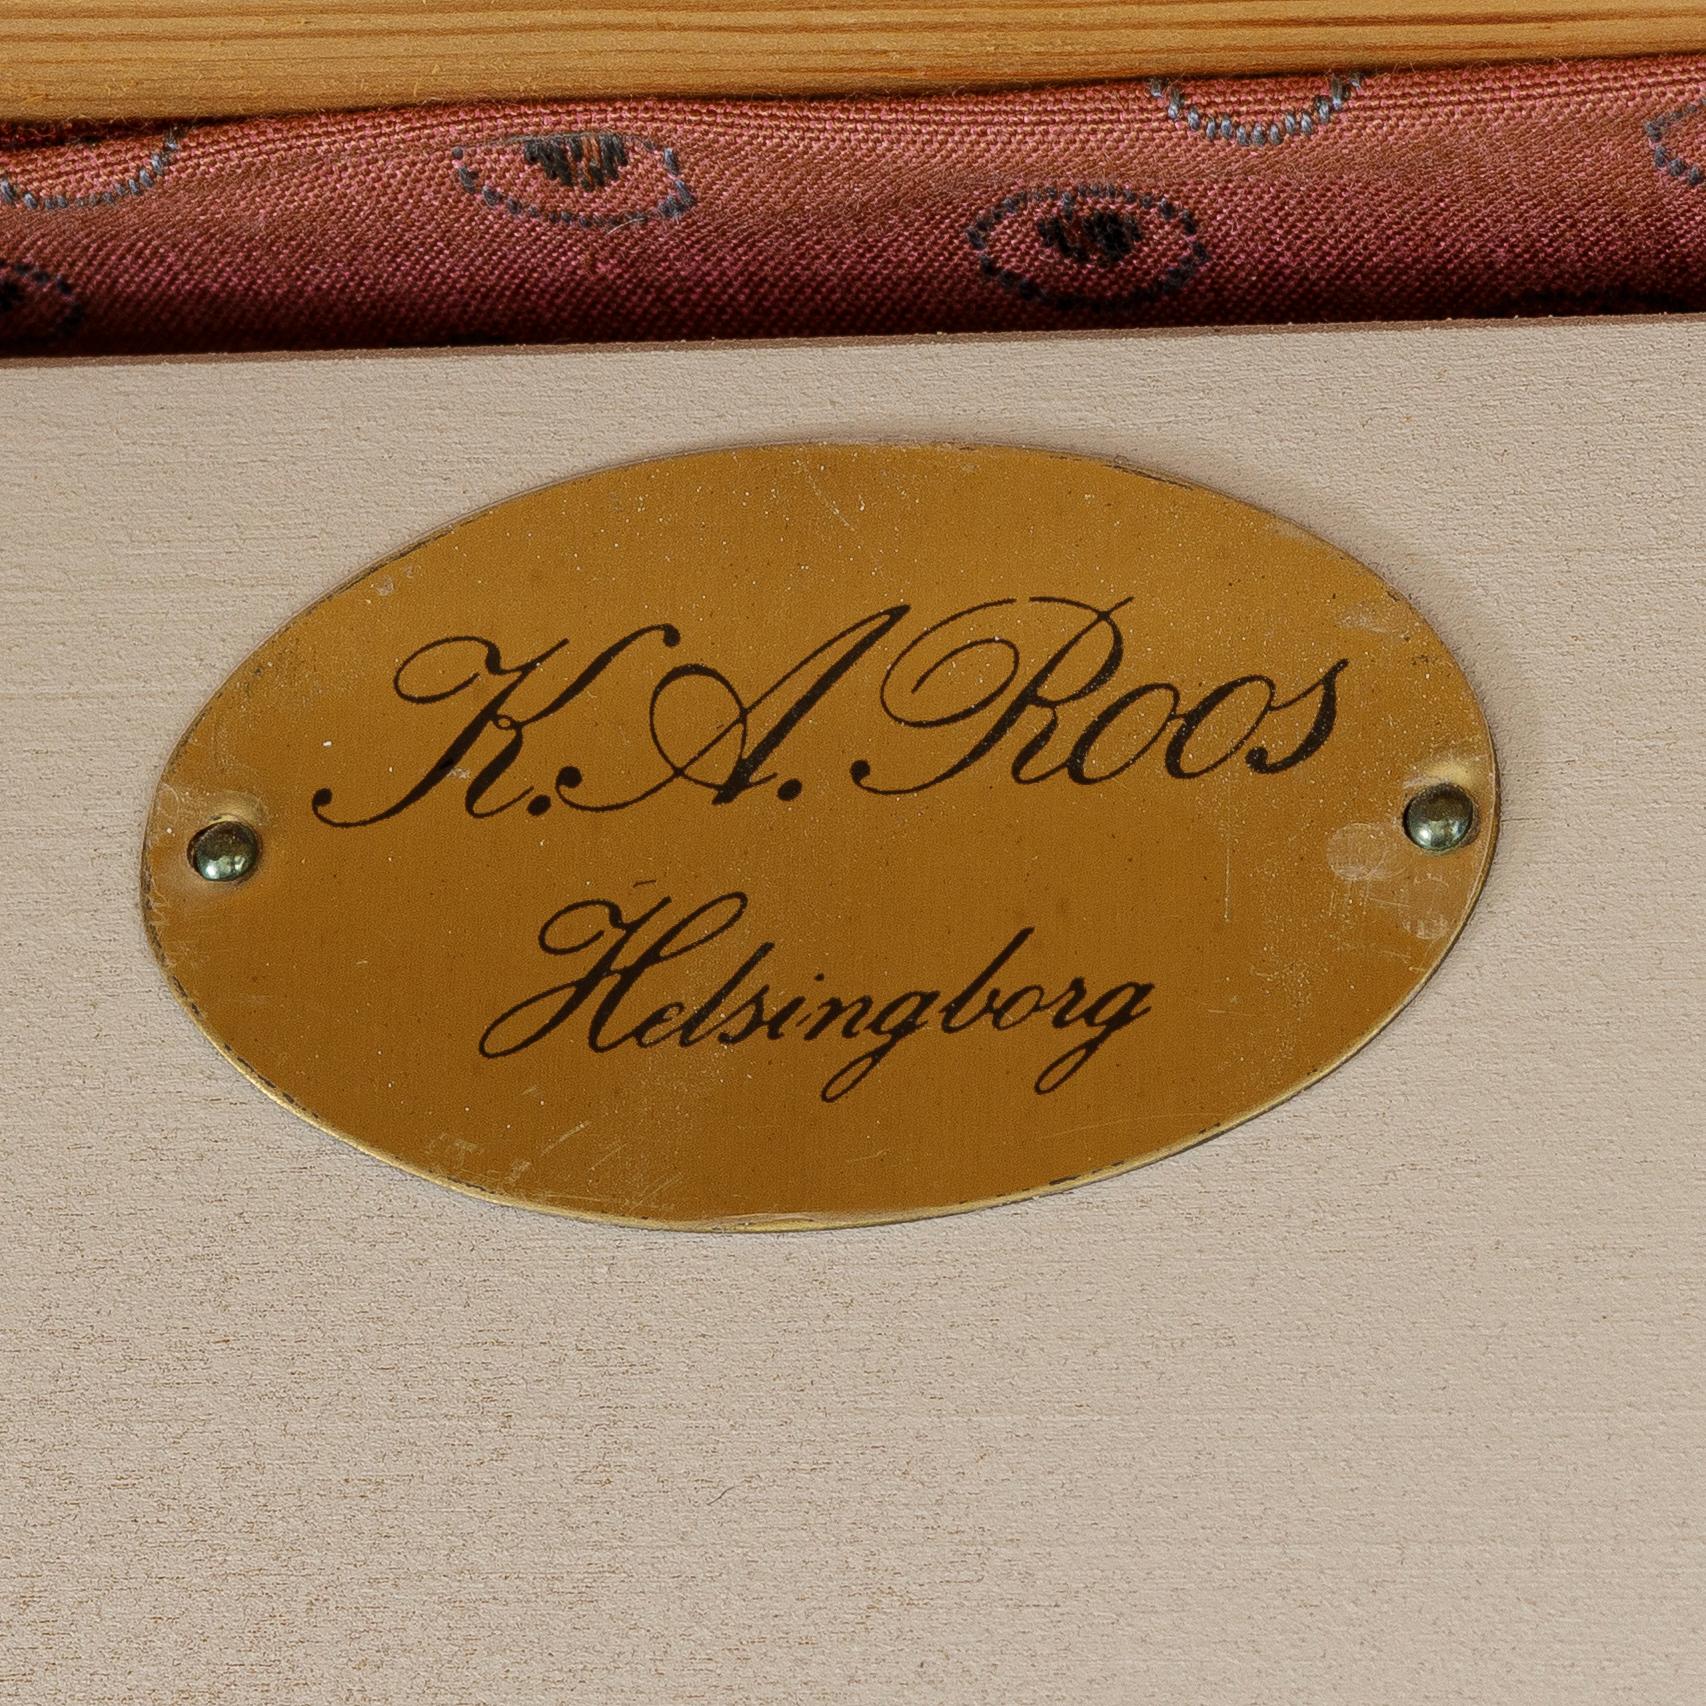 K. A. Roos
Helsingborg